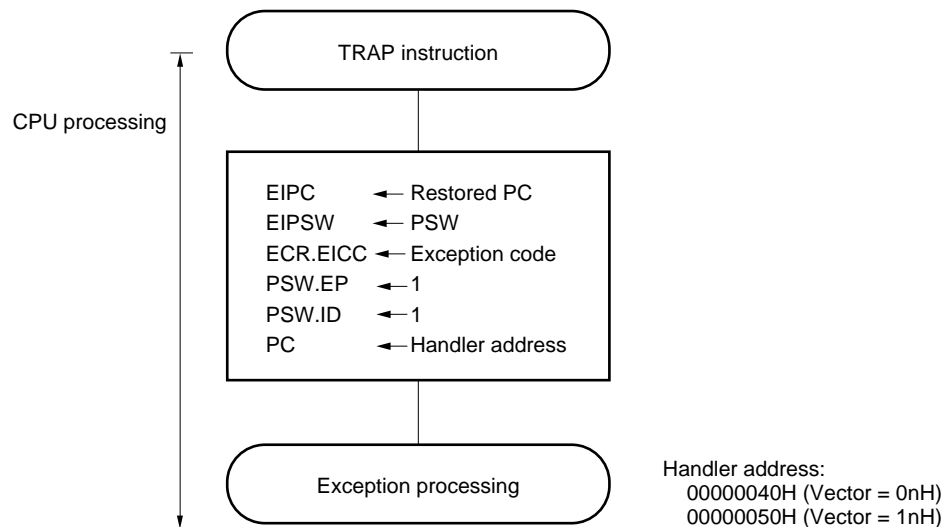 TRAP instruction
CPU processing
EIPC ← Restored PC
EIPSW ← PSW
ECR.EICC ← Exception code
PSW.EP ← 1
PSW.ID ← 1
PC ← Handler address
Exception processing
Handler address:
00000040H (Vector = 0nH)
00000050H (Vector = 1nH)